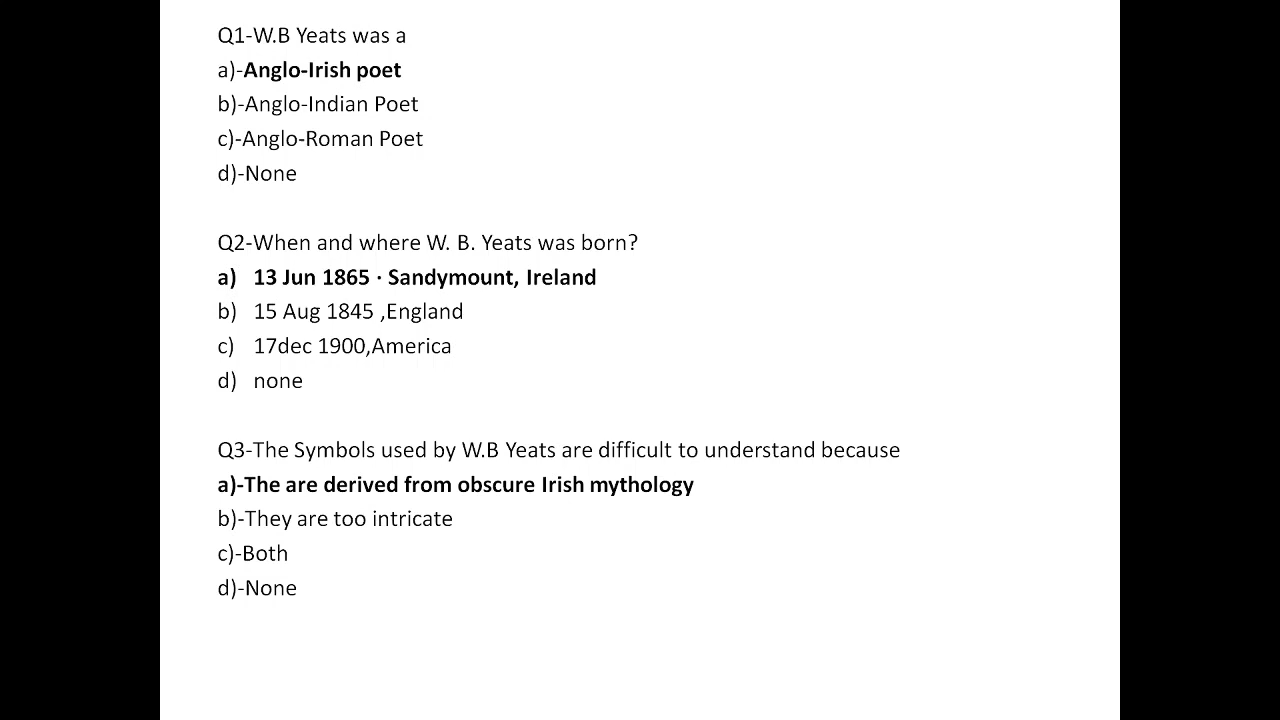 Q1-W.B Yeats was a
a)-Anglo-Irish poet
b)-Anglo-Indian Poet
c)-Anglo-Roman Poet
d)-None
Q2-When and where W. B. Yeats was born?
a) 13 Jun 1865 · Sandymount, Ireland
b) 15 Aug 1845 ,England
c) 17dec 1900,America
d) none
Q3-The Symbols used by W.B Yeats are difficult to understand because
a)-The are derived from obscure Irish mythology
b)-They are too intricate
c)-Both
d)-None